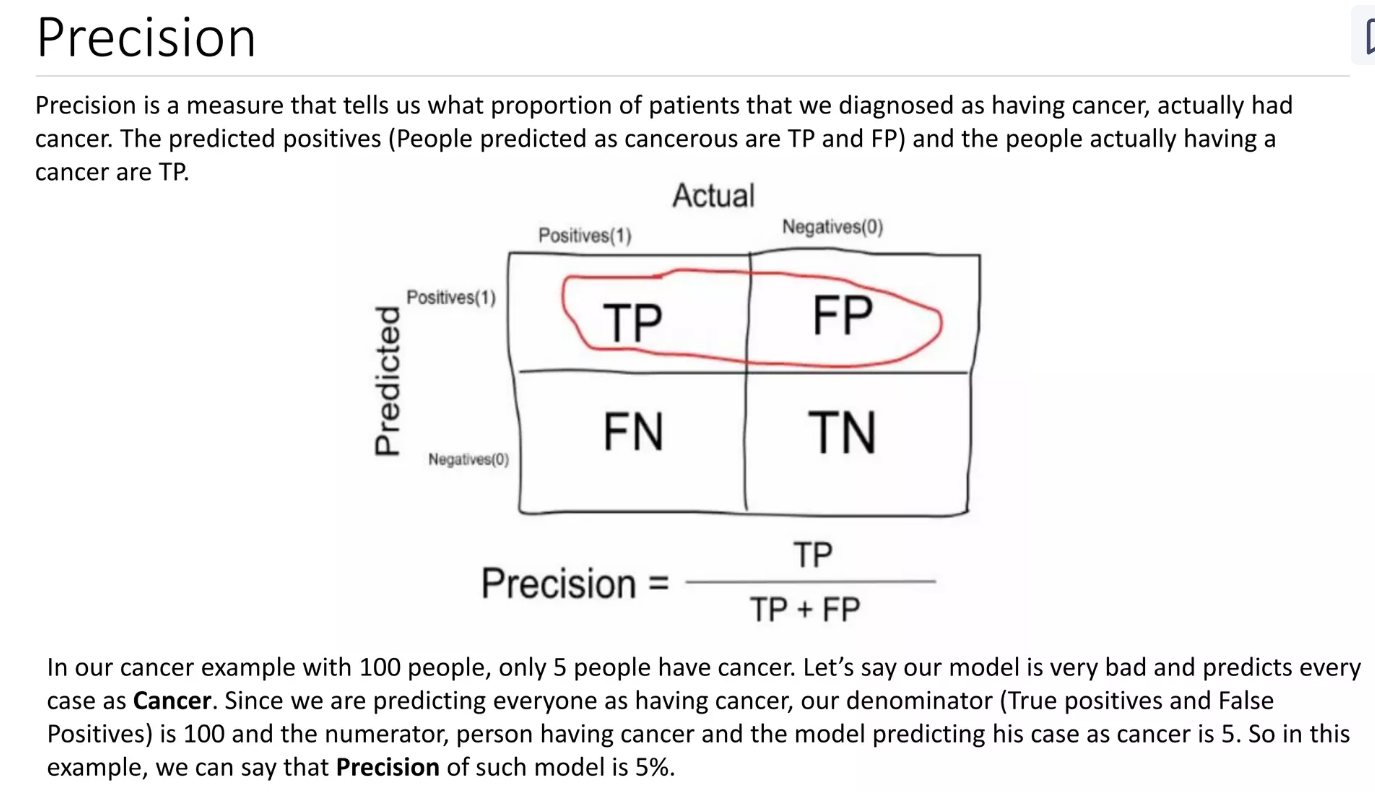 Precision
Precision is a measure that tells us what proportion of patients that we diagnosed as having cancer, actually had
cancer. The predicted positives (People predicted as cancerous are TP and FP) and the people actually having a
cancer are TP.
Actual
Positives(1)
Negatives(0)
Predicted
Positives(1)
TP
FP
Negatives(0)
FN
TN
Precision =
TP
TP + FP
In our cancer example with 100 people, only 5 people have cancer. Let’s say our model is very bad and predicts every
case as Cancer. Since we are predicting everyone as having cancer, our denominator (True positives and False
Positives) is 100 and the numerator, person having cancer and the model predicting his case as cancer is 5. So in this
example, we can say that Precision of such model is 5%.